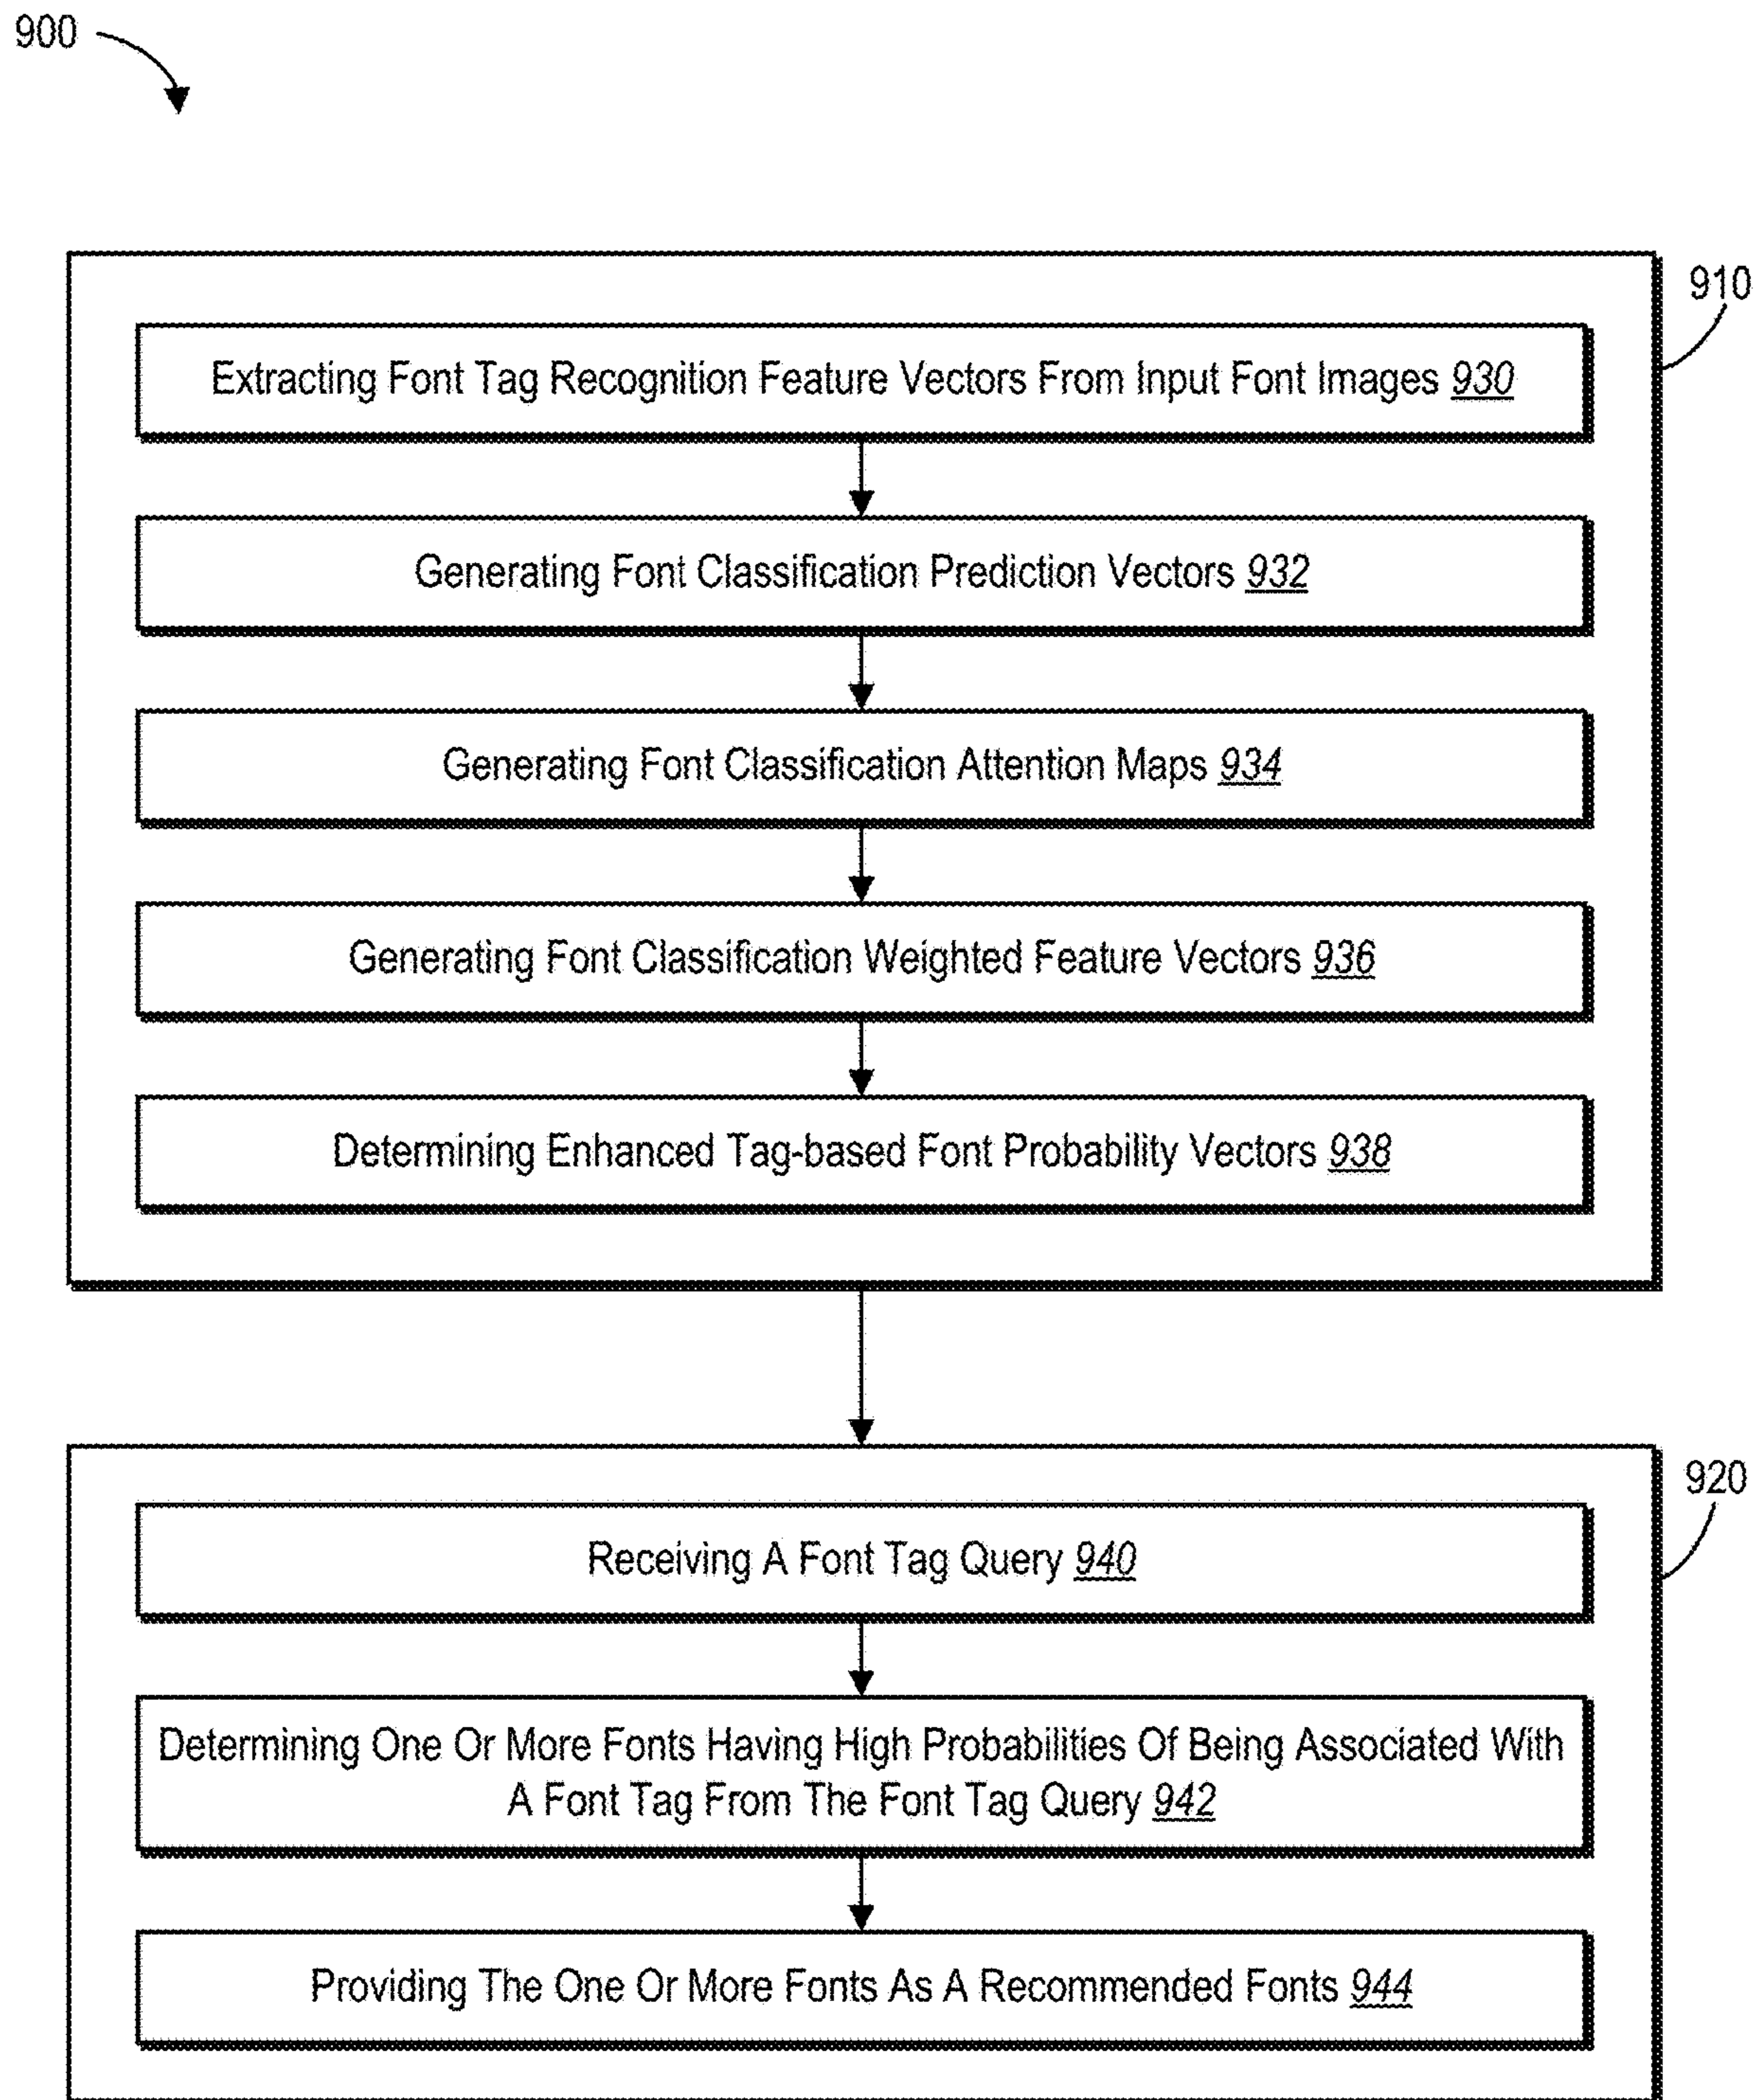 900
910
Extracting Font Tag Recognition Feature Vectors From Input Font Images 930
Generating Font Classification Prediction Vectors 932
Generating Font Classification Attention Maps 934
Generating Font Classification Weighted Feature Vectors 936
Determining Enhanced Tag-based Font Probability Vectors 938
920
Receiving A Font Tag Query 940
Determining One Or More Fonts Having High Probabilities Of Being Associated With
A Font Tag From The Font Tag Query 942
Providing The One Or More Fonts As A Recommended Fonts 944